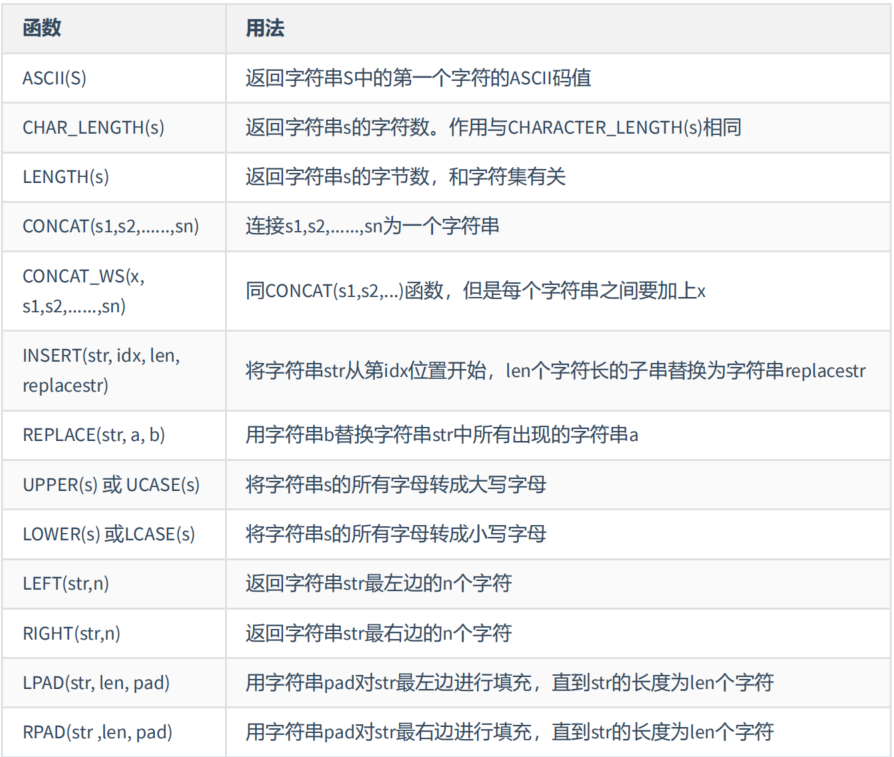 函数 用法
ASCII(S) 返回字符串S中的第一个字符的ASCII码值
CHAR_LENGTH(s) 返回字符串s的字符数。作用与CHARACTER_LENGTH(s)相同
LENGTH(s) 返回字符串s的字节数，和字符集有关
CONCAT(s1,s2,......,sn) 连接s1,s2,......,sn为一个字符串
CONCAT_WS(x,
s1,s2,......,sn) 同CONCAT(s1,s2,...)函数，但是每个字符串之间要加上x
INSERT(str, idx, len,
replacestr) 将字符串str从第idx位置开始，len个字符长的子串替换为字符串replacestr
REPLACE(str, a, b) 用字符串b替换字符串str中所有出现的字符串a
UPPER(s) 或 UCASE(s) 将字符串s的所有字母转成大写字母
LOWER(s) 或LCASE(s) 将字符串s的所有字母转成小写字母
LEFT(str,n) 返回字符串str最左边的n个字符
RIGHT(str,n) 返回字符串str最右边的n个字符
LPAD(str, len, pad) 用字符串pad对str最左边进行填充，直到str的长度为len个字符
RPAD(str ,len, pad) 用字符串pad对str最右边进行填充，直到str的长度为len个字符